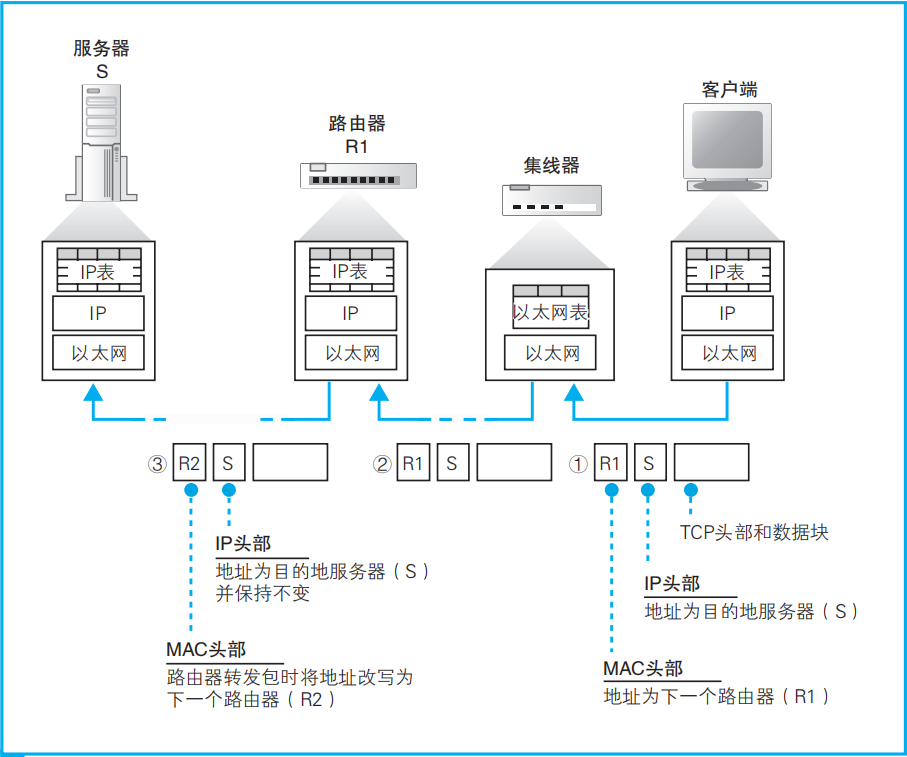 服务器
S
路由器
R1
集线器
客户端
IP表
IP
以太网
IP表
IP
以太网
以太网表
以太网
IP表
IP
以太网
③ R2 S
② R1 S
① R1 S
IP头部
地址为目的地服务器（S）
并保持不变
MAC头部
路由器转发包时将地址改写为
下一个路由器（R2）
TCP头部和数据块
IP头部
地址为目的地服务器（S）
MAC头部
地址为下一个路由器（R1）